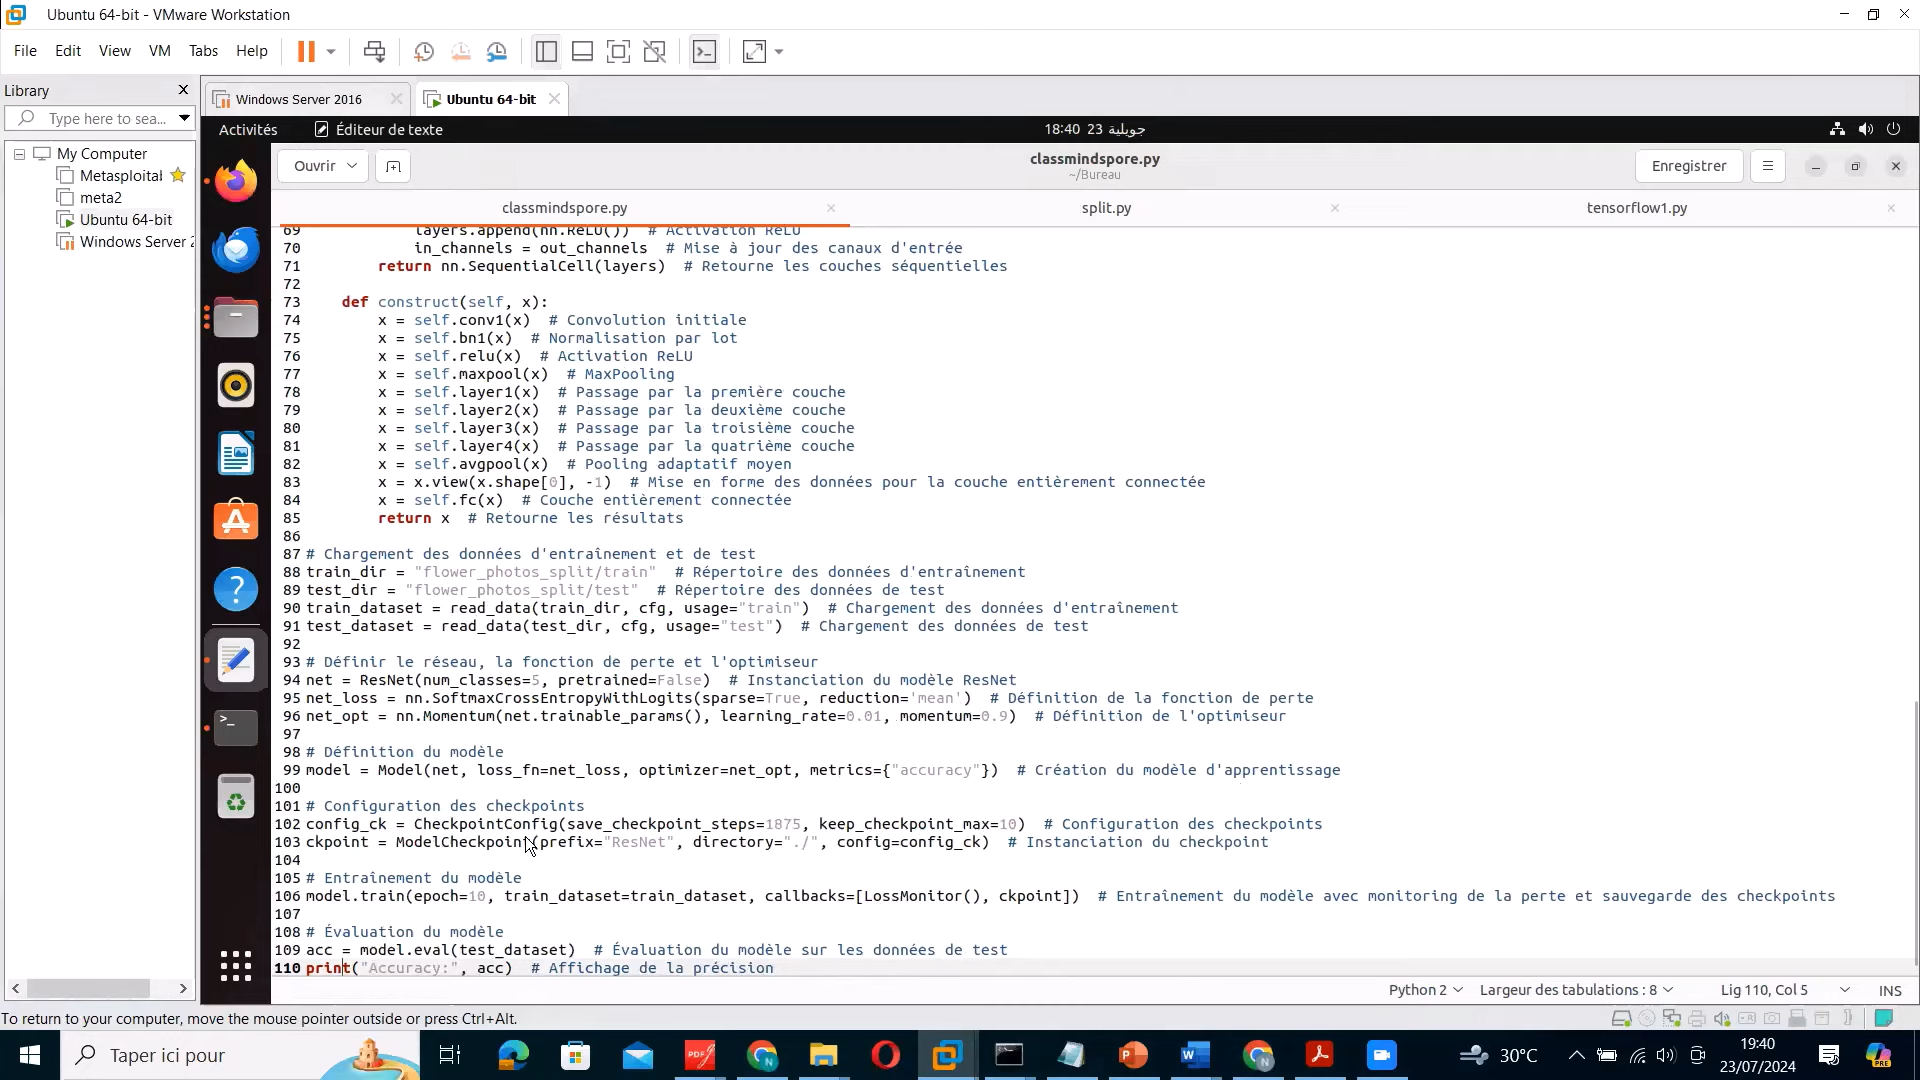 Ubuntu 64-bit - VMware Workstation
File Edit View VM Tabs Help
Library
Windows Server 2016
Ubuntu 64-bit
Type here to sea...
Activités
Éditeur de texte
18:40 23 جويلية
My Computer
Metasploital
meta2
Ubuntu 64-bit
Windows Server 2
Ouvrir
classmindspore.py
~/Bureau
Enregistrer
classmindspore.py
split.py
tensorflow1.py
69 layers.append(nn.ReLU()) # Activation ReLU
70 in_channels = out_channels # Mise à jour des canaux d'entrée
71 return nn.SequentialCell(layers) # Retourne les couches séquentielles
72
73 def construct(self, x):
74 x = self.conv1(x) # Convolution initiale
75 x = self.bn1(x) # Normalisation par lot
76 x = self.relu(x) # Activation ReLU
77 x = self.maxpool(x) # MaxPooling
78 x = self.layer1(x) # Passage par la première couche
79 x = self.layer2(x) # Passage par la deuxième couche
80 x = self.layer3(x) # Passage par la troisième couche
81 x = self.layer4(x) # Passage par la quatrième couche
82 x = self.avgpool(x) # Pooling adaptatif moyen
83 x = x.view(x.shape[0], -1) # Mise en forme des données pour la couche entièrement connectée
84 x = self.fc(x) # Couche entièrement connectée
85 return x # Retourne les résultats
86
87 # Chargement des données d'entraînement et de test
88 train_dir = "flower_photos_split/train" # Répertoire des données d'entraînement
89 test_dir = "flower_photos_split/test" # Répertoire des données de test
90 train_dataset = read_data(train_dir, cfg, usage="train") # Chargement des données d'entraînement
91 test_dataset = read_data(test_dir, cfg, usage="test") # Chargement des données de test
92
93 # Définir le réseau, la fonction de perte et l'optimiseur
94 net = ResNet(num_classes=5, pretrained=False) # Instanciation du modèle ResNet
95 net_loss = nn.SoftmaxCrossEntropyWithLogits(sparse=True, reduction='mean') # Définition de la fonction de perte
96 net_opt = nn.Momentum(net.trainable_params(), learning_rate=0.01, momentum=0.9) # Définition de l'optimiseur
97
98 # Définition du modèle
99 model = Model(net, loss_fn=net_loss, optimizer=net_opt, metrics={"accuracy"}) # Création du modèle d'apprentissage
100
101 # Configuration des checkpoints
102 config_ck = CheckpointConfig(save_checkpoint_steps=1875, keep_checkpoint_max=10) # Configuration des checkpoints
103 ckpoint = ModelCheckpoint(prefix="ResNet", directory="./", config=config_ck) # Instanciation du checkpoint
104
105 # Entraînement du modèle
106 model.train(epoch=10, train_dataset=train_dataset, callbacks=[LossMonitor(), ckpoint]) # Entraînement du modèle avec monitoring de la perte et sauvegarde des checkpoints
107
108 # Évaluation du modèle
109 acc = model.eval(test_dataset) # Évaluation du modèle sur les données de test
110 print("Accuracy:", acc) # Affichage de la précision
Python 2 Largeur des tabulations : 8 Lig 110, Col 5 INS
To return to your computer, move the mouse pointer outside or press Ctrl+Alt.
Taper ici pour
30°C
19:40
23/07/2024